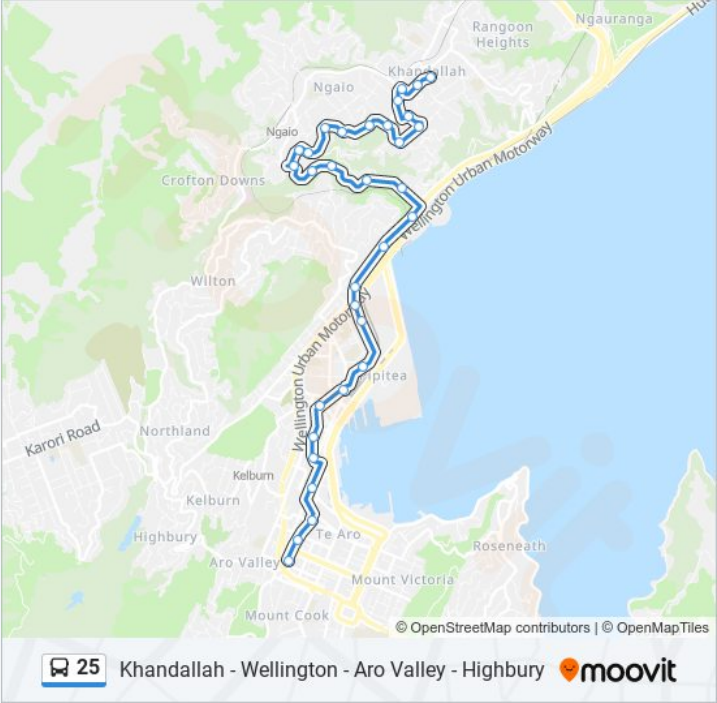 Ngauranga
Hu
Rangoon
Heights
Khandallah
Ngaio
Ngaio
Crofton Downs
Wellington Urban Motorway
Wilton
Wellington Urban Motorway
ipitea
Karori Road
Northland
Kelburn
Kelburn
Highbury
Te Aro
Roseneath
Aro Valley
Mount Victoria
Mount Cook
© OpenStreetMap contributors | © OpenMapTiles
25 Khandallah - Wellington - Aro Valley - Highbury moovit